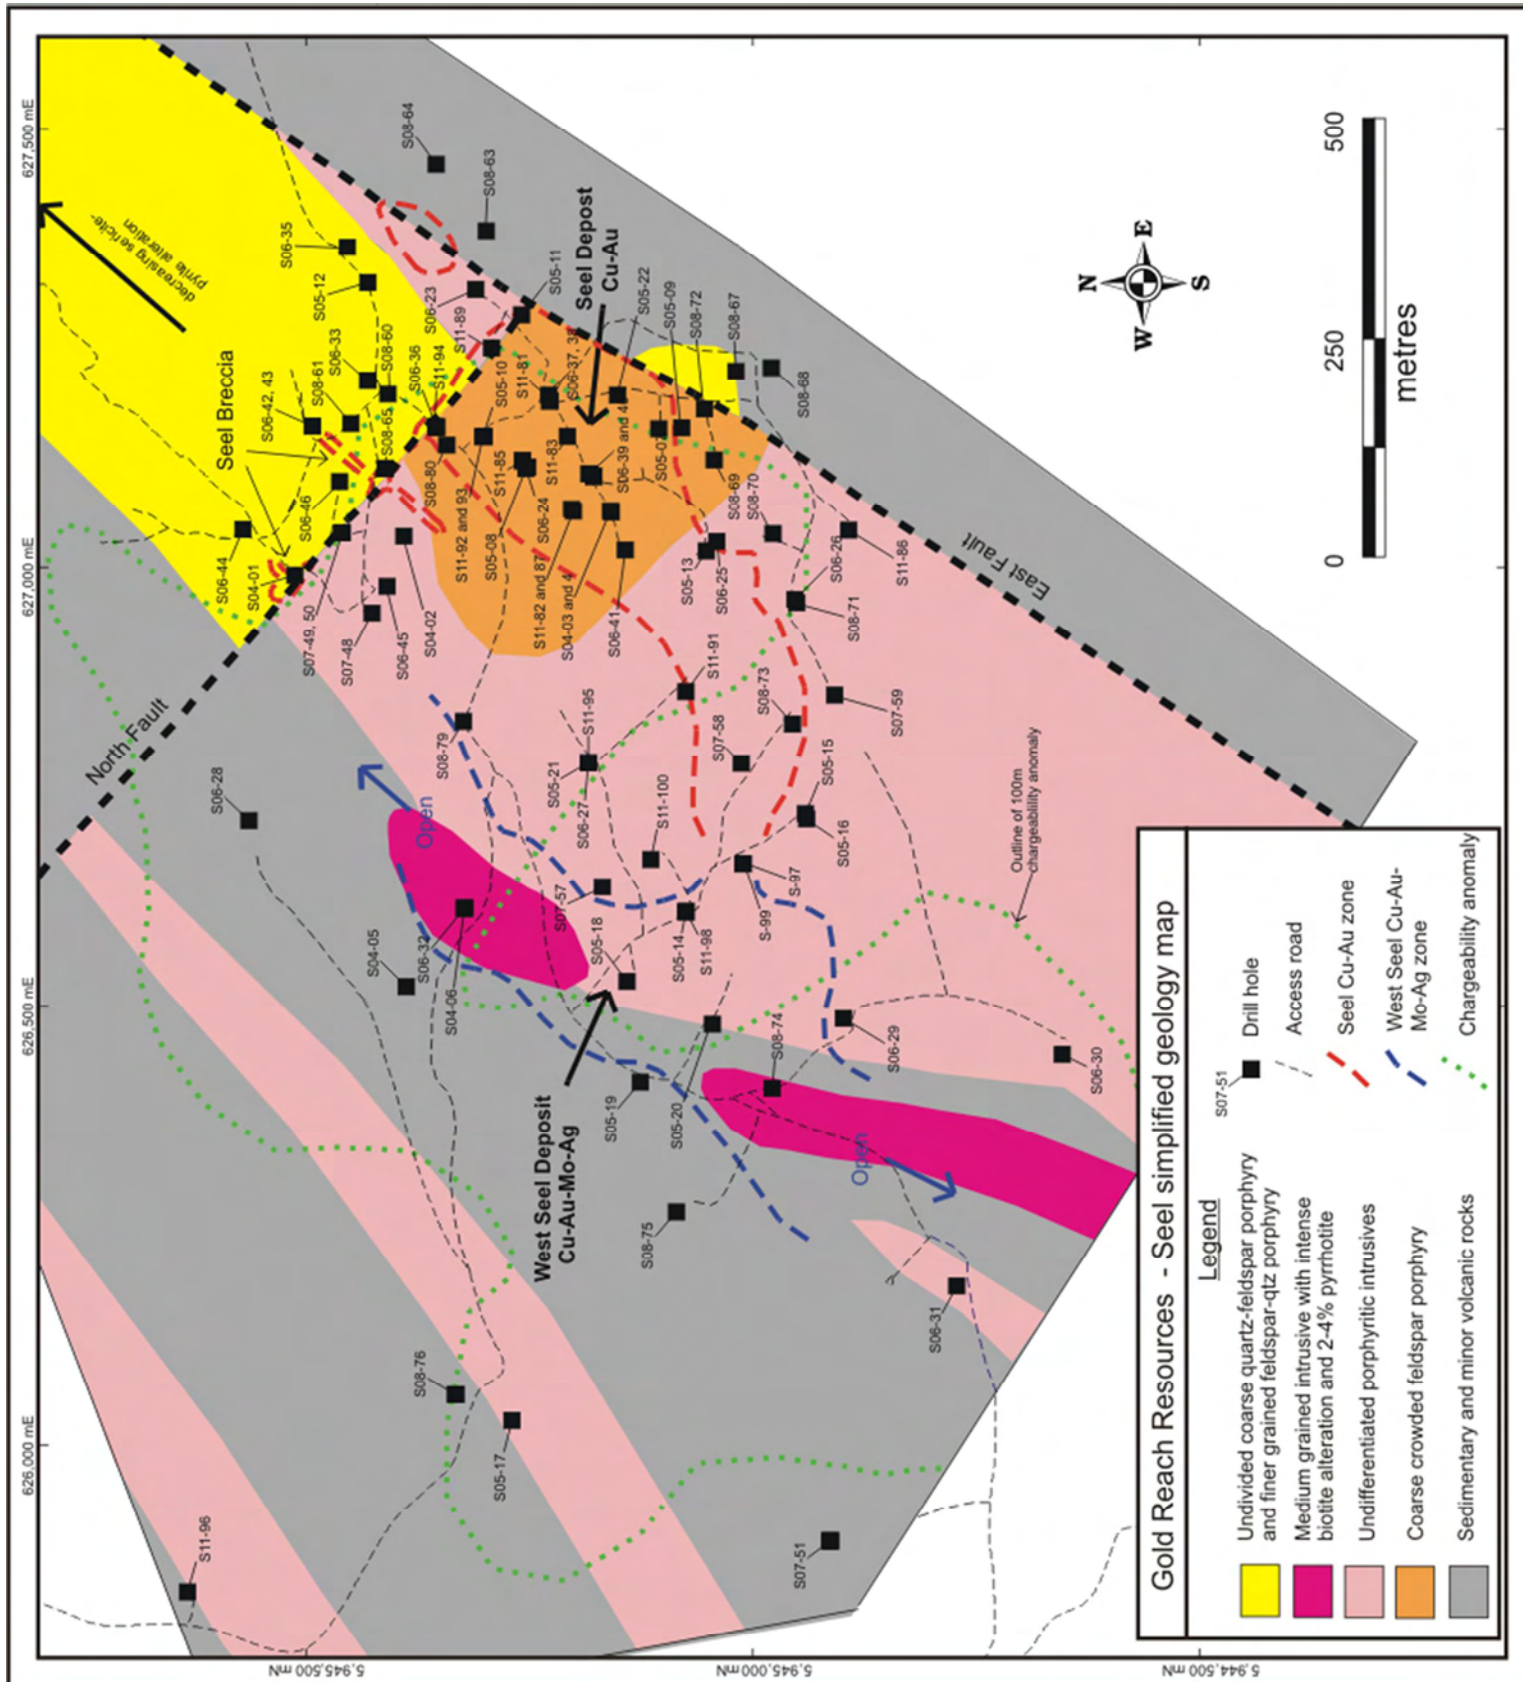 Gold Reach Resources - Seel simplified geology map
Legend
Undivided coarse quartz-feldspar porphyry
and finer grained feldspar-qtz porphyry
Medium grained intrusive with intense
biotite alteration and 2-4% pyrrhotite
Undifferentiated porphyritic intrusives
Coarse crowded feldspar porphyry
Sedimentary and minor volcanic rocks
S07-51
Drill hole
Access road
Seel Cu-Au zone
West Seel Cu-Au-
Mo-Ag zone
Chargeability anomaly
626,000 mE
626,500 mE
627,000 mE
627,500 mE
5,945,500 mN
5,945,000 mN
5,944,500 mN
S11-96
S08-76
S05-17
S07-51
S06-31
S08-75
West Seel Deposit
Cu-Au-Mo-Ag
S05-19
S05-20
S08-74
S06-29
S06-30
Open
S04-05
S06-32
S04-06
S05-18
S05-14
S11-98
S-99
S-97
S07-57
S11-100
S06-28
Open
North Fault
S08-79
S05-21
S06-27
S11-95
S11-91
S07-58
S08-73
S05-15
S05-16
S07-59
Outline of 100m
chargeability anomaly
S07-49, 50
S07-48
S06-45
S04-02
S06-44
S04-01
S06-46
Seel Breccia
S06-42, 43
S08-61
S06-33
S08-60
S08-65
S06-36
S11-94
S08-80
S05-12
S06-35
decreasing sericite-
pyrite alteration
S06-23
S11-89
S05-10
S11-81
S06-37, 38
S05-11
Seel Depost
Cu-Au
S08-63
S08-64
S11-92 and 93
S05-08
S11-85
S06-24
S11-83
S11-82 and 87
S04-03 and 4
S06-41
S06-39 and 4
S05-01
S05-22
S05-09
S08-72
S08-67
S08-68
S08-69
S08-70
S05-13
S06-25
S06-26
S08-71
S11-86
East Fault
N
E
S
W
0
250
500
metres